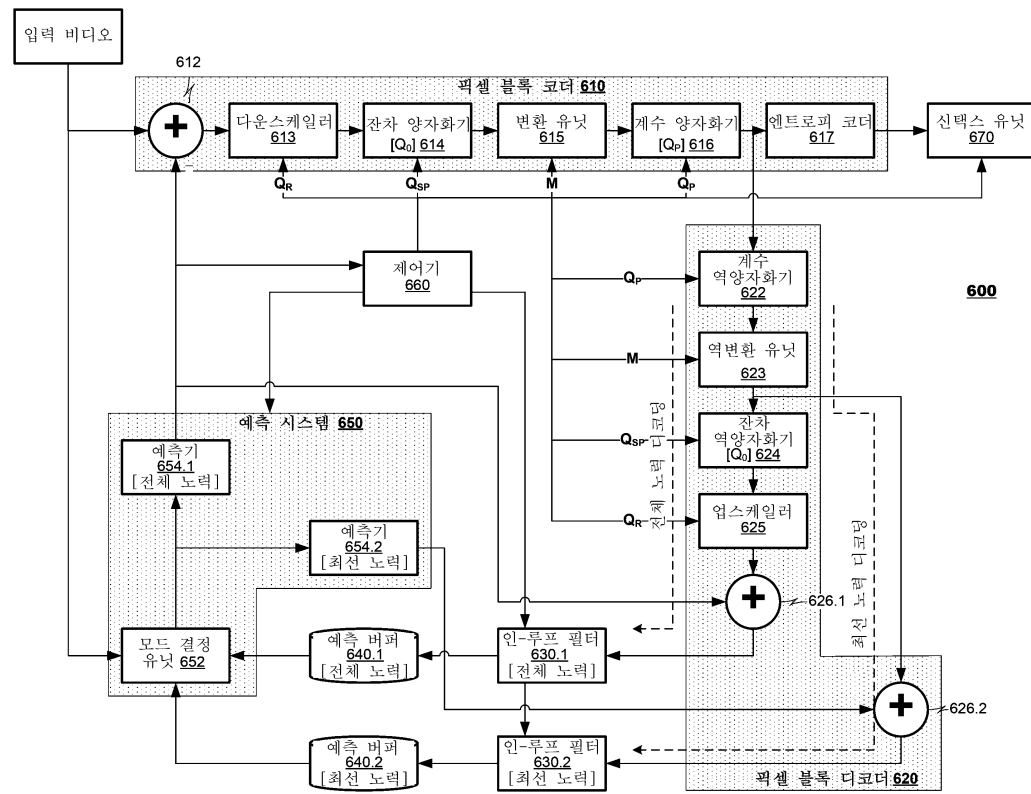 입력 비디오
612
픽셀 블록 코더 610
다운스케일러
613
잔차 양자화기
[Q0] 614
변환 유닛
615
계수 양자화기
[QP] 616
엔트로피 코더
617
신택스 유닛
670
QR
QSP
M
QP
제어기
660
600
계수
역양자화기
622
QP
역변환 유닛
623
M
잔차
역양자화기
[Q0] 624
QSP
업스케일러
625
QR
전체 노력 디코딩
최선 노력 디코딩
예측 시스템 650
예측기
654.1
[전체 노력]
예측기
654.2
[최선 노력]
626.1
모드 결정
유닛 652
예측 버퍼
640.1
[전체 노력]
인-루프 필터
630.1
[전체 노력]
626.2
예측 버퍼
640.2
[최선 노력]
인-루프 필터
630.2
[최선 노력]
픽셀 블록 디코더 620